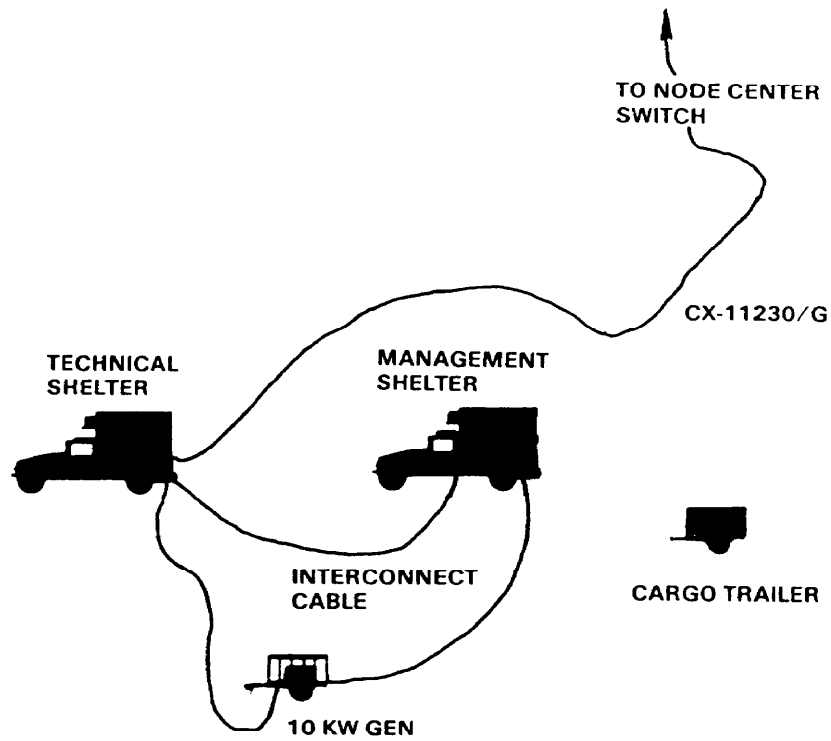 TO NODE CENTER
SWITCH
CX-11230/G
TECHNICAL
SHELTER
MANAGEMENT
SHELTER
INTERCONNECT
CABLE
CARGO TRAILER
10 KW GEN